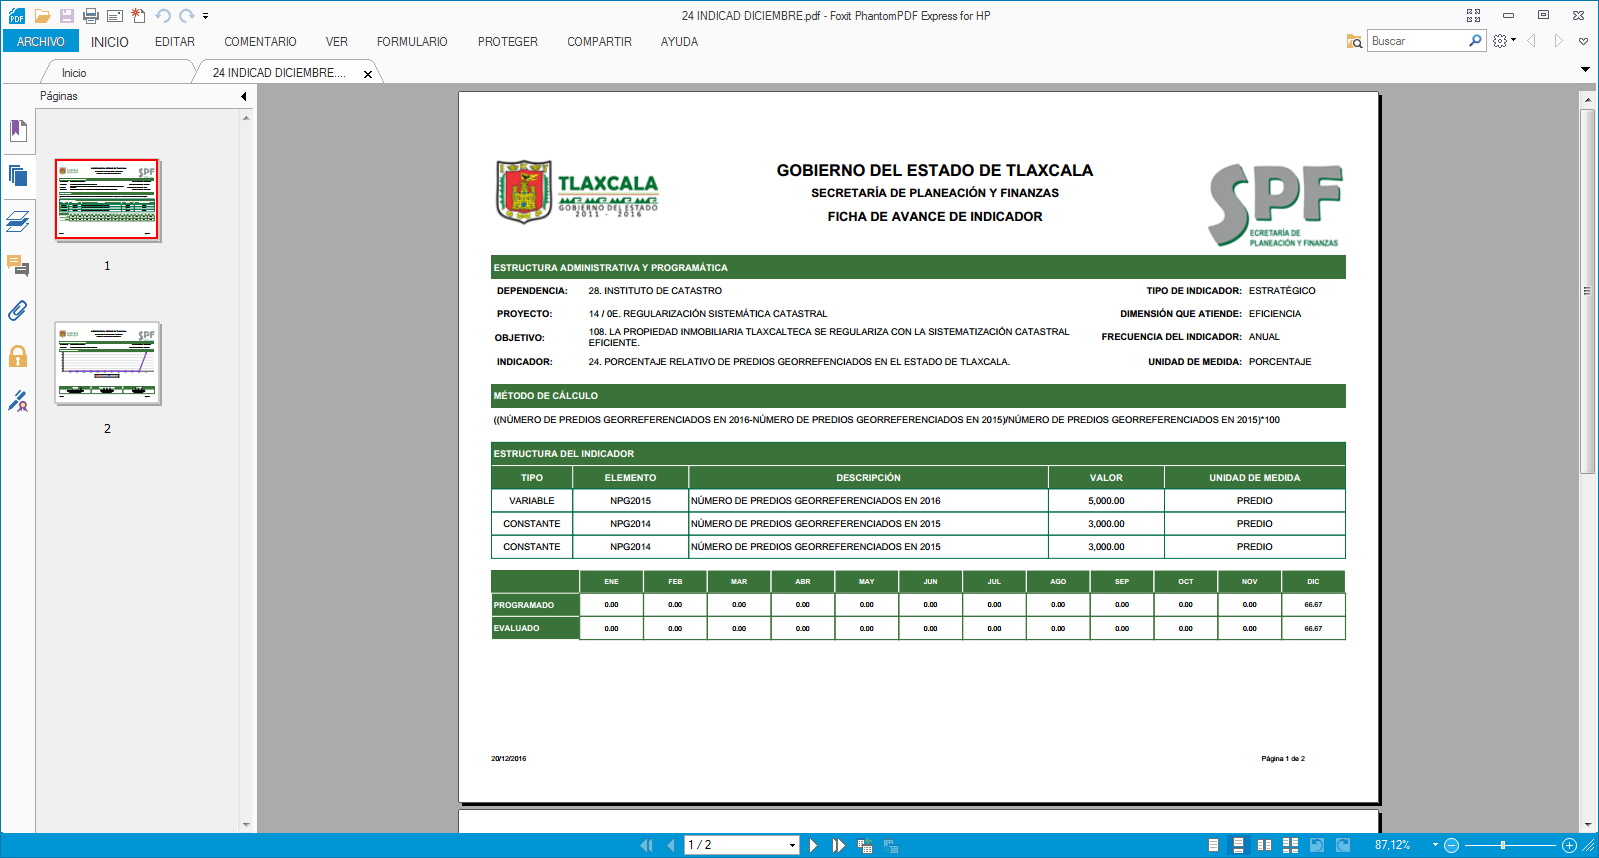 24 INDICAD DICIEMBRE.pdf - Foxit PhantomPDF Express for HP
ARCHIVO INICIO EDITAR COMENTARIO VER FORMULARIO PROTEGER COMPARTIR AYUDA Buscar
Inicio 24 INDICAD DICIEMBRE....
Páginas
1
2
TLAXCALA
GOBIERNO DEL ESTADO
2011 - 2016
GOBIERNO DEL ESTADO DE TLAXCALA
SECRETARÍA DE PLANEACIÓN Y FINANZAS
FICHA DE AVANCE DE INDICADOR
SPF
ECRETARÍA DE
PLANEACIÓN Y FINANZAS
ESTRUCTURA ADMINISTRATIVA Y PROGRAMÁTICA
DEPENDENCIA: 28. INSTITUTO DE CATASTRO TIPO DE INDICADOR: ESTRATÉGICO
PROYECTO: 14 / 0E. REGULARIZACIÓN SISTEMÁTICA CATASTRAL DIMENSIÓN QUE ATIENDE: EFICIENCIA
OBJETIVO: 108. LA PROPIEDAD INMOBILIARIA TLAXCALTECA SE REGULARIZA CON LA SISTEMATIZACIÓN CATASTRAL
EFICIENTE.
FRECUENCIA DEL INDICADOR: ANUAL
INDICADOR: 24. PORCENTAJE RELATIVO DE PREDIOS GEORREFENCIADOS EN EL ESTADO DE TLAXCALA. UNIDAD DE MEDIDA: PORCENTAJE
MÉTODO DE CÁLCULO
((NÚMERO DE PREDIOS GEORREFERENCIADOS EN 2016-NÚMERO DE PREDIOS GEORREFERENCIADOS EN 2015)/NÚMERO DE PREDIOS GEORREFERENCIADOS EN 2015)*100
ESTRUCTURA DEL INDICADOR
TIPO ELEMENTO DESCRIPCIÓN VALOR UNIDAD DE MEDIDA
VARIABLE NPG2015 NÚMERO DE PREDIOS GEORREFERENCIADOS EN 2016 5,000.00 PREDIO
CONSTANTE NPG2014 NÚMERO DE PREDIOS GEORREFERENCIADOS EN 2015 3,000.00 PREDIO
CONSTANTE NPG2014 NÚMERO DE PREDIOS GEORREFERENCIADOS EN 2015 3,000.00 PREDIO
ENE FEB MAR ABR MAY JUN JUL AGO SEP OCT NOV DIC
PROGRAMADO 0.00 0.00 0.00 0.00 0.00 0.00 0.00 0.00 0.00 0.00 0.00 66.67
EVALUADO 0.00 0.00 0.00 0.00 0.00 0.00 0.00 0.00 0.00 0.00 0.00 66.67
20/12/2016 Página 1 de 2
1 / 2 87,12%